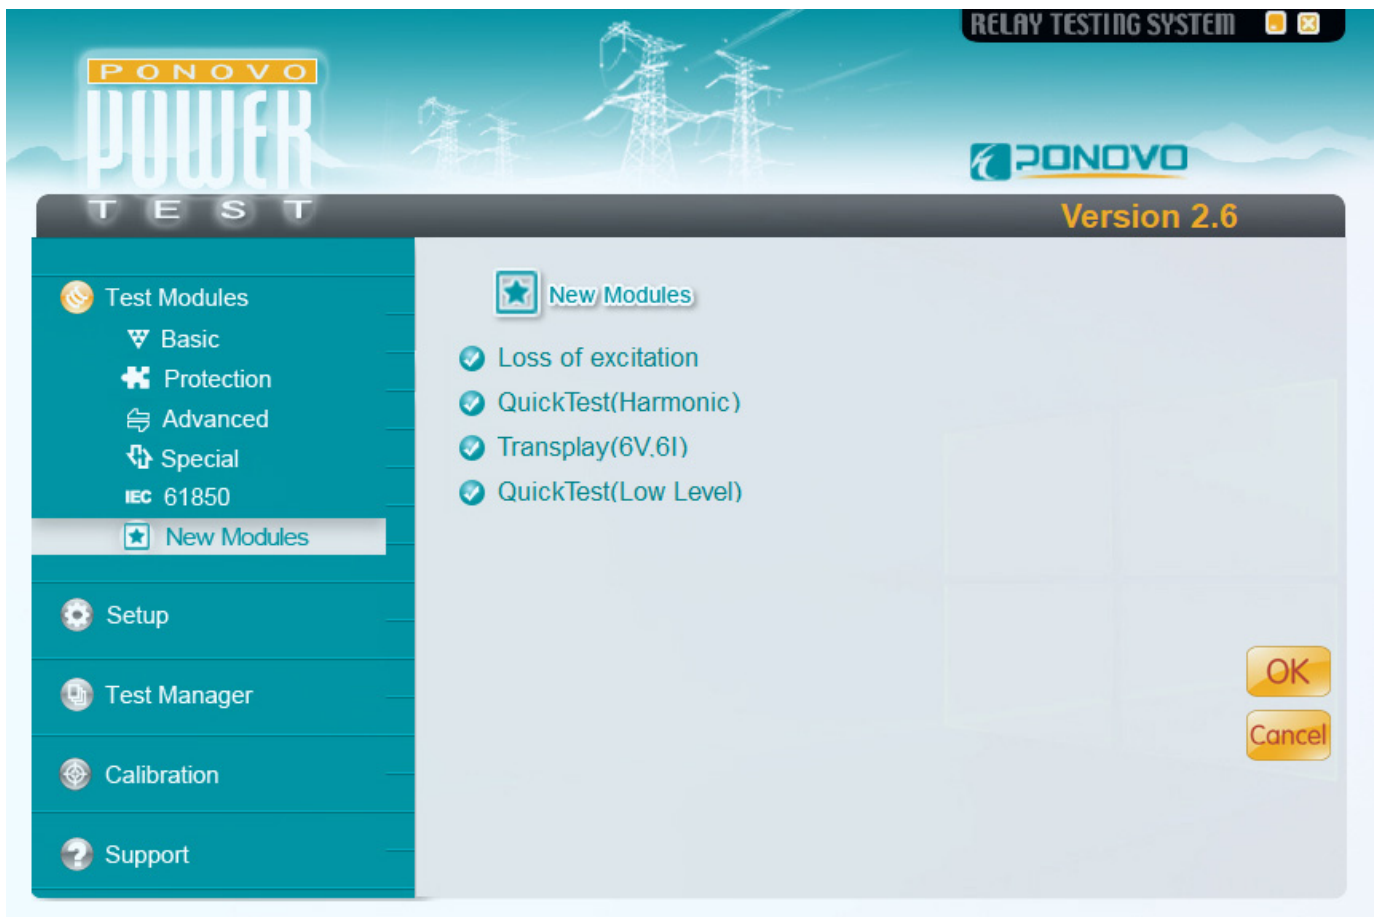 RELAY TESTING SYSTEM
PONOVO
POWER
TEST
PONOVO
Version 2.6
Test Modules
Basic
Protection
Advanced
Special
IEC 61850
New Modules
Setup
Test Manager
Calibration
Support
New Modules
Loss of excitation
QuickTest(Harmonic)
Transplay(6V,6I)
QuickTest(Low Level)
OK
Cancel